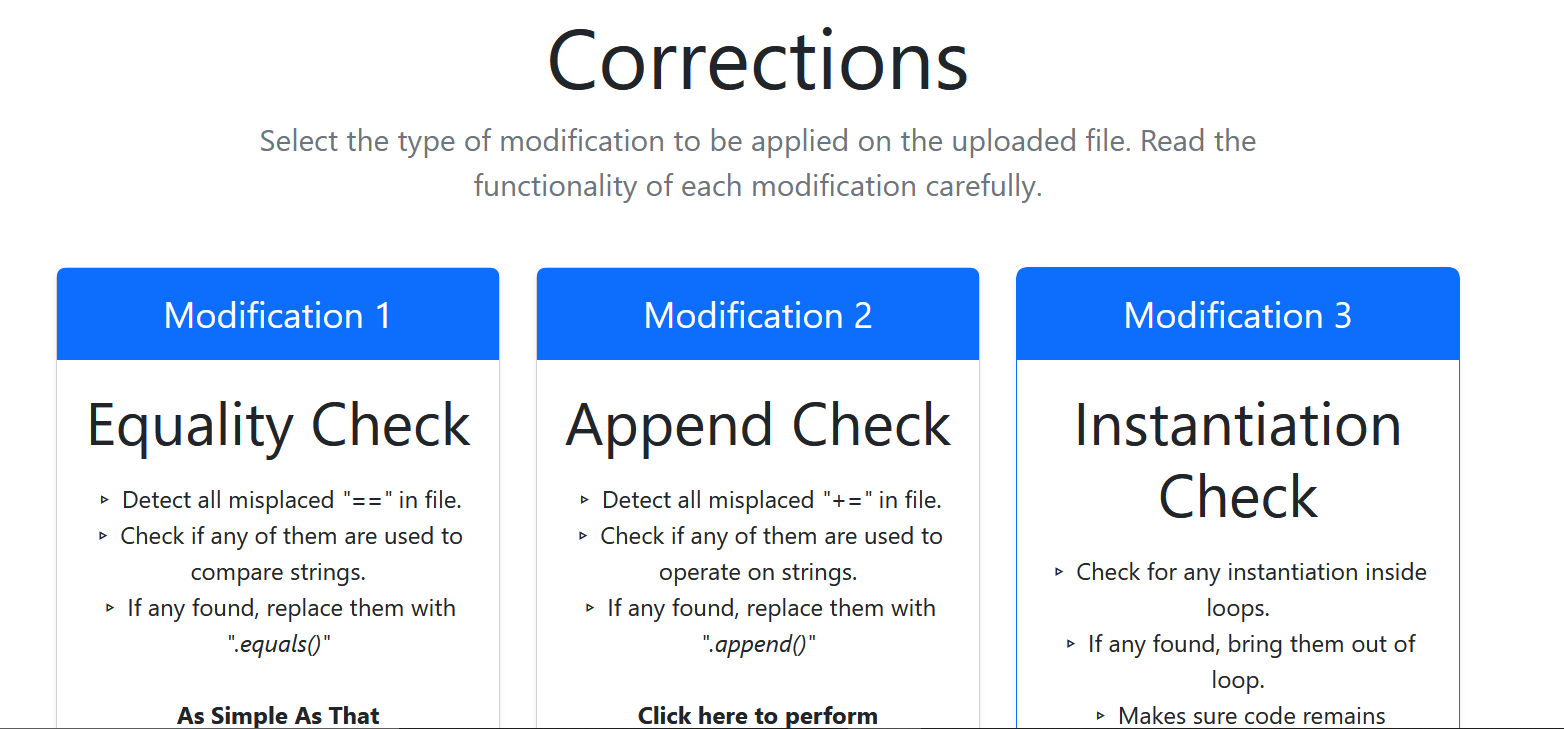 Corrections
Select the type of modification to be applied on the uploaded file. Read the
functionality of each modification carefully.
Modification 1
Equality Check
▹ Detect all misplaced "==" in file.
▹ Check if any of them are used to
compare strings.
▹ If any found, replace them with
".equals()"
As Simple As That
Modification 2
Append Check
▹ Detect all misplaced "+=" in file.
▹ Check if any of them are used to
operate on strings.
▹ If any found, replace them with
".append()"
Click here to perform
Modification 3
Instantiation
Check
▹ Check for any instantiation inside
loops.
▹ If any found, bring them out of
loop.
▹ Makes sure code remains